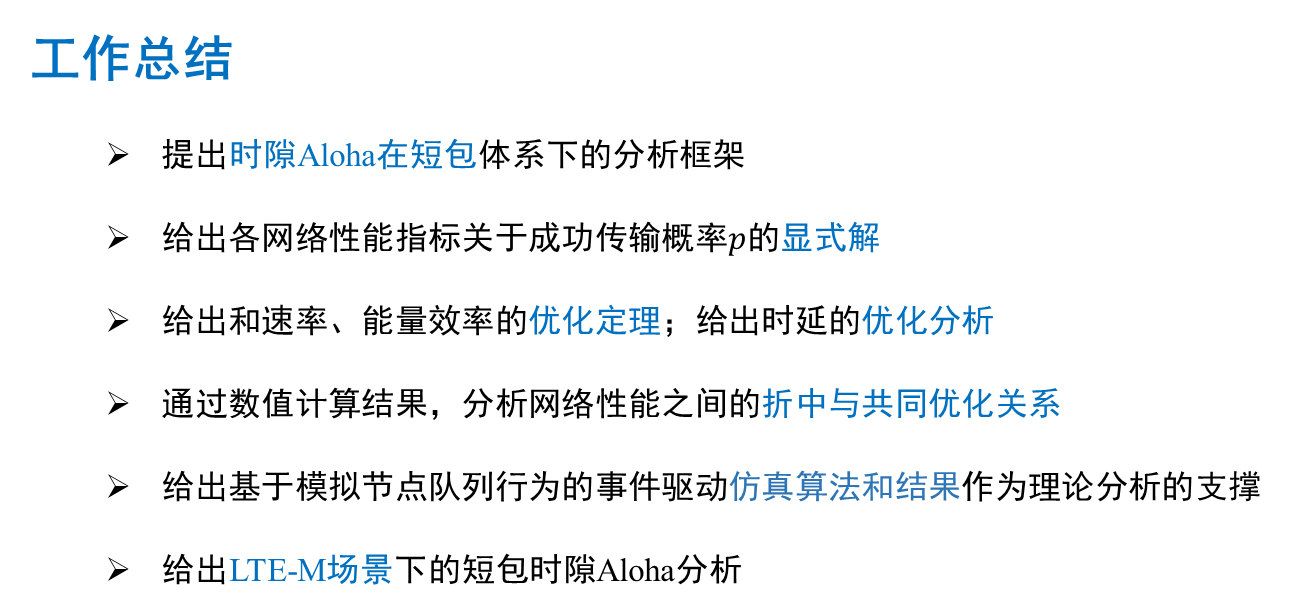 工作总结
➢ 提出时隙Aloha在短包体系下的分析框架
➢ 给出各网络性能指标关于成功传输概率p的显式解
➢ 给出和速率、能量效率的优化定理；给出时延的优化分析
➢ 通过数值计算结果，分析网络性能之间的折中与共同优化关系
➢ 给出基于模拟节点队列行为的事件驱动仿真算法和结果作为理论分析的支撑
➢ 给出LTE-M场景下的短包时隙Aloha分析